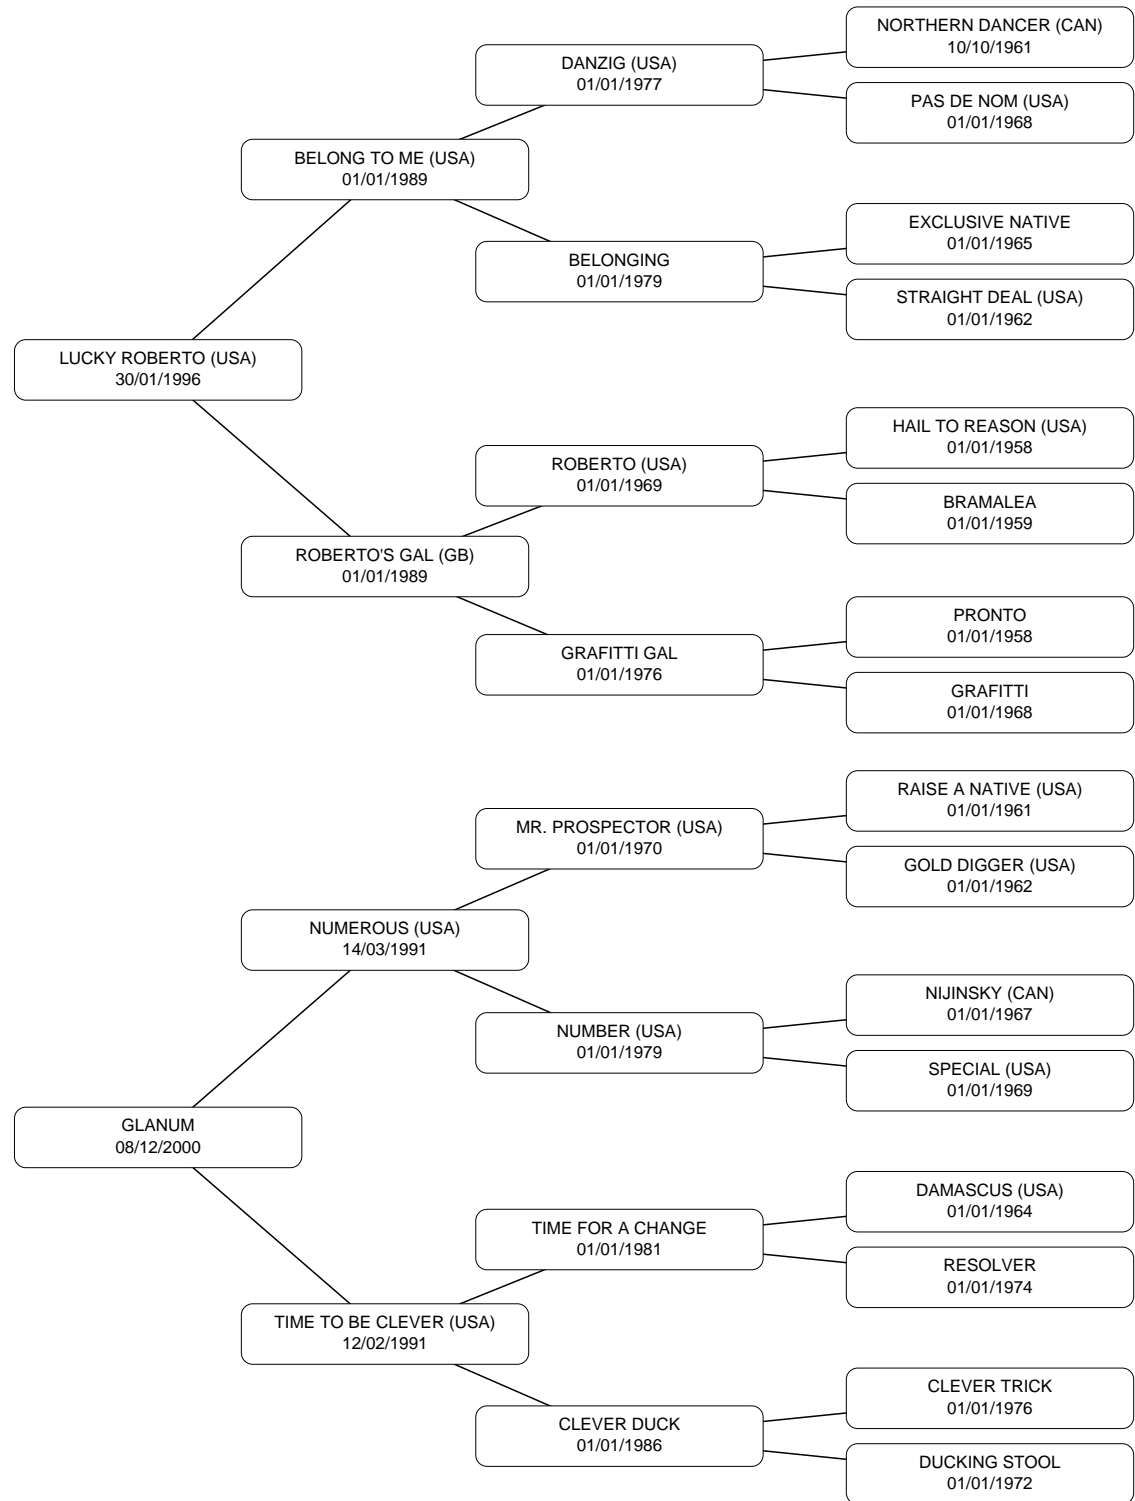 NORTHERN DANCER (CAN)
10/10/1961
DANZIG (USA)
01/01/1977
PAS DE NOM (USA)
01/01/1968
BELONG TO ME (USA)
01/01/1989
EXCLUSIVE NATIVE
01/01/1965
BELONGING
01/01/1979
STRAIGHT DEAL (USA)
01/01/1962
LUCKY ROBERTO (USA)
30/01/1996
HAIL TO REASON (USA)
01/01/1958
ROBERTO (USA)
01/01/1969
BRAMALEA
01/01/1959
ROBERTO'S GAL (GB)
01/01/1989
PRONTO
01/01/1958
GRAFITTI GAL
01/01/1976
GRAFITTI
01/01/1968
RAISE A NATIVE (USA)
01/01/1961
MR. PROSPECTOR (USA)
01/01/1970
GOLD DIGGER (USA)
01/01/1962
NUMEROUS (USA)
14/03/1991
NIJINSKY (CAN)
01/01/1967
NUMBER (USA)
01/01/1979
SPECIAL (USA)
01/01/1969
GLANUM
08/12/2000
DAMASCUS (USA)
01/01/1964
TIME FOR A CHANGE
01/01/1981
RESOLVER
01/01/1974
TIME TO BE CLEVER (USA)
12/02/1991
CLEVER TRICK
01/01/1976
CLEVER DUCK
01/01/1986
DUCKING STOOL
01/01/1972